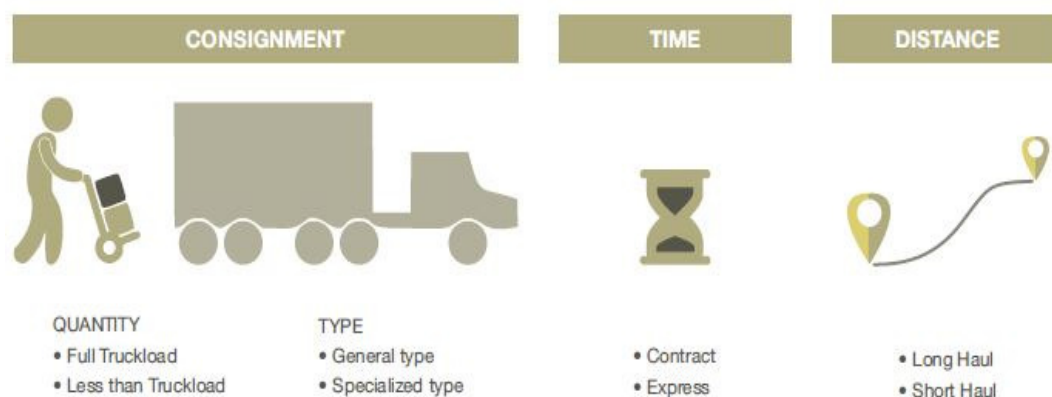 CONSIGNMENT
TIME
DISTANCE
QUANTITY
• Full Truckload
• Less than Truckload
TYPE
• General type
• Specialized type
• Contract
• Express
• Long Haul
• Short Haul